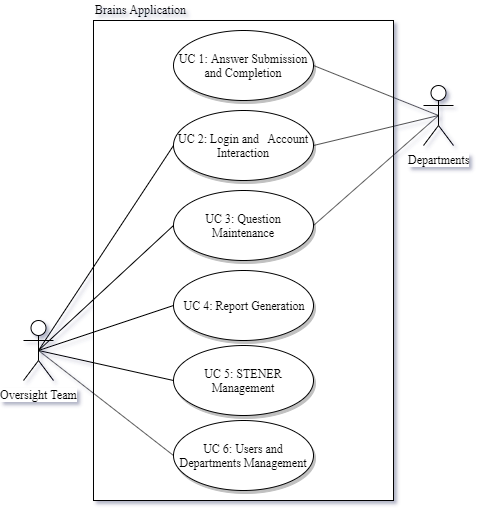 Brains Application
UC 1: Answer Submission
and Completion
UC 2: Login and Account
Interaction
Departments
UC 3: Question
Maintenance
UC 4: Report Generation
UC 5: STENER
Management
Oversight Team
UC 6: Users and
Departments Management